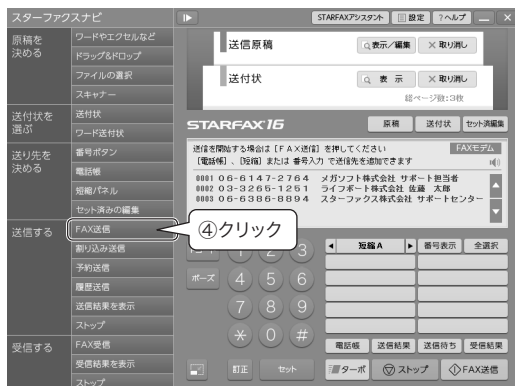 スターファクスナビ
STARFAXアシスタント
設定
?ヘルプ
原稿を決める
ワードやエクセルなど
ドラッグ&ドロップ
ファイルの選択
スキャナー
送付状を選ぶ
送付状
ワード送付状
送り先を決める
番号ボタン
電話帳
短縮パネル
セット済みの編集
送信する
FAX送信
割り込み送信
予約送信
履歴送信
送信結果を表示
ストップ
受信する
FAX受信
受信結果を表示
ストップ
送信原稿
表示/編集
×取り消し
送付状
表 示
×取り消し
総ページ数:3枚
STARFAX'16
原稿
送付状
セット済編集
送信を開始する場合は[FAX送信]を押してください
FAXモデム
[電話帳]、[短縮]または 番号入力 で送信先を追加できます
0001 06-6147-2764 メガソフト株式会社 サポート担当者
0002 03-3265-1251 ライフボート株式会社 佐藤 太郎
0003 06-6386-8894 スターファクス株式会社 サポートセンター
④クリック
1 2 3
短縮A
番号表示
全選択
ポーズ
4 5 6
7 8 9
* 0 #
電話帳
送信結果
送信待ち
受信結果
訂正
セット
ターボ
ストップ
FAX送信